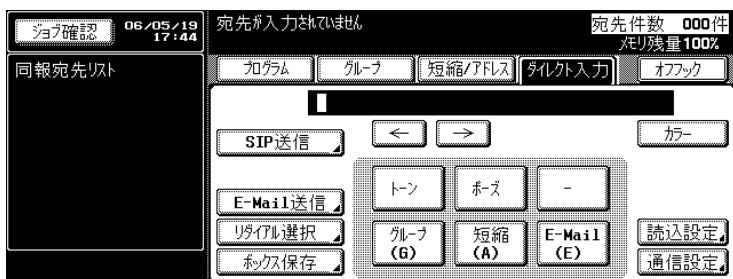 ジョブ確認
06/05/19
17:44
宛先が入力されていません
宛先件数 000件
メモリ残量100%
同報宛先リスト
プログラム
グループ
短縮/アドレス
ダイレクト入力
オフフック
SIP送信
←
→
カラー
トーン
ポーズ
-
E-Mail送信
リダイアル選択
グループ
(G)
短縮
(A)
E-Mail
(E)
読込設定
ボックス保存
通信設定